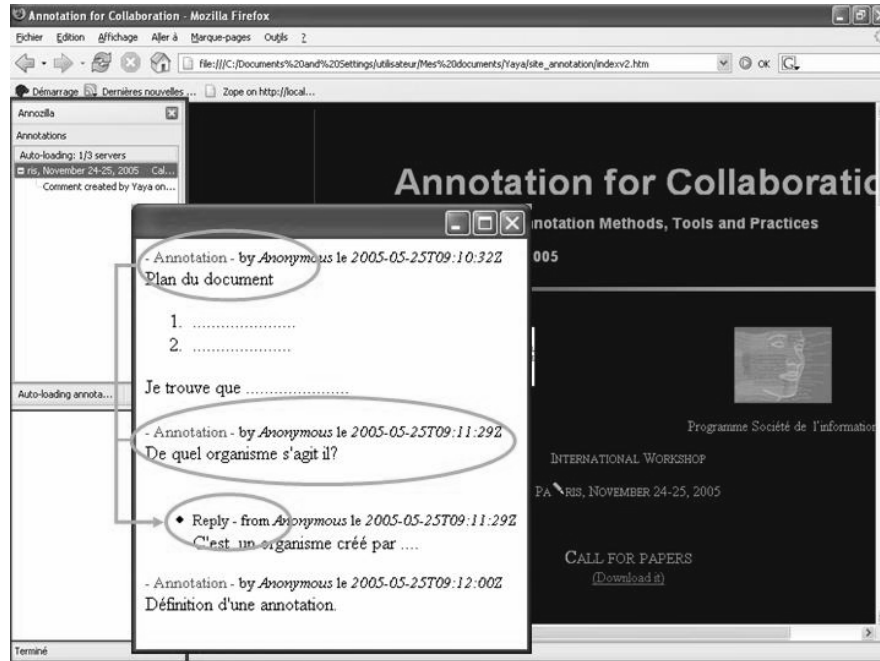 Annotation for Collaboration - Mozilla Firefox
Fichier Edition Affichage Aller à Marque-pages Outils ?
file:///C:/Documents%20and%20Settings/utilisateur/Mes%20documents/Yaya/site_annotation/indexv2.htm OK
Démarrage Dernières nouvelles ... Zope on http://local...
Annozilla
Annotations
Auto-loading: 1/3 servers
ris, November 24-25, 2005 Cal...
Comment created by Yaya on...
Auto-loading annota...
- Annotation - by Anonymous le 2005-05-25T09:10:32Z
Plan du document
1. ......................
2. .....................
Je trouve que ......................
- Annotation - by Anonymous le 2005-05-25T09:11:29Z
De quel organisme s'agit il?
Reply - from Anonymous le 2005-05-25T09:11:29Z
C'est un organisme créé par ....
- Annotation - by Anonymous le 2005-05-25T09:12:00Z
Définition d'une annotation.
Annotation for Collaboratio
nnotation Methods, Tools and Practices
005
Programme Société de l'information
INTERNATIONAL WORKSHOP
PA RIS, NOVEMBER 24-25, 2005
CALL FOR PAPERS
(Download it)
Terminé